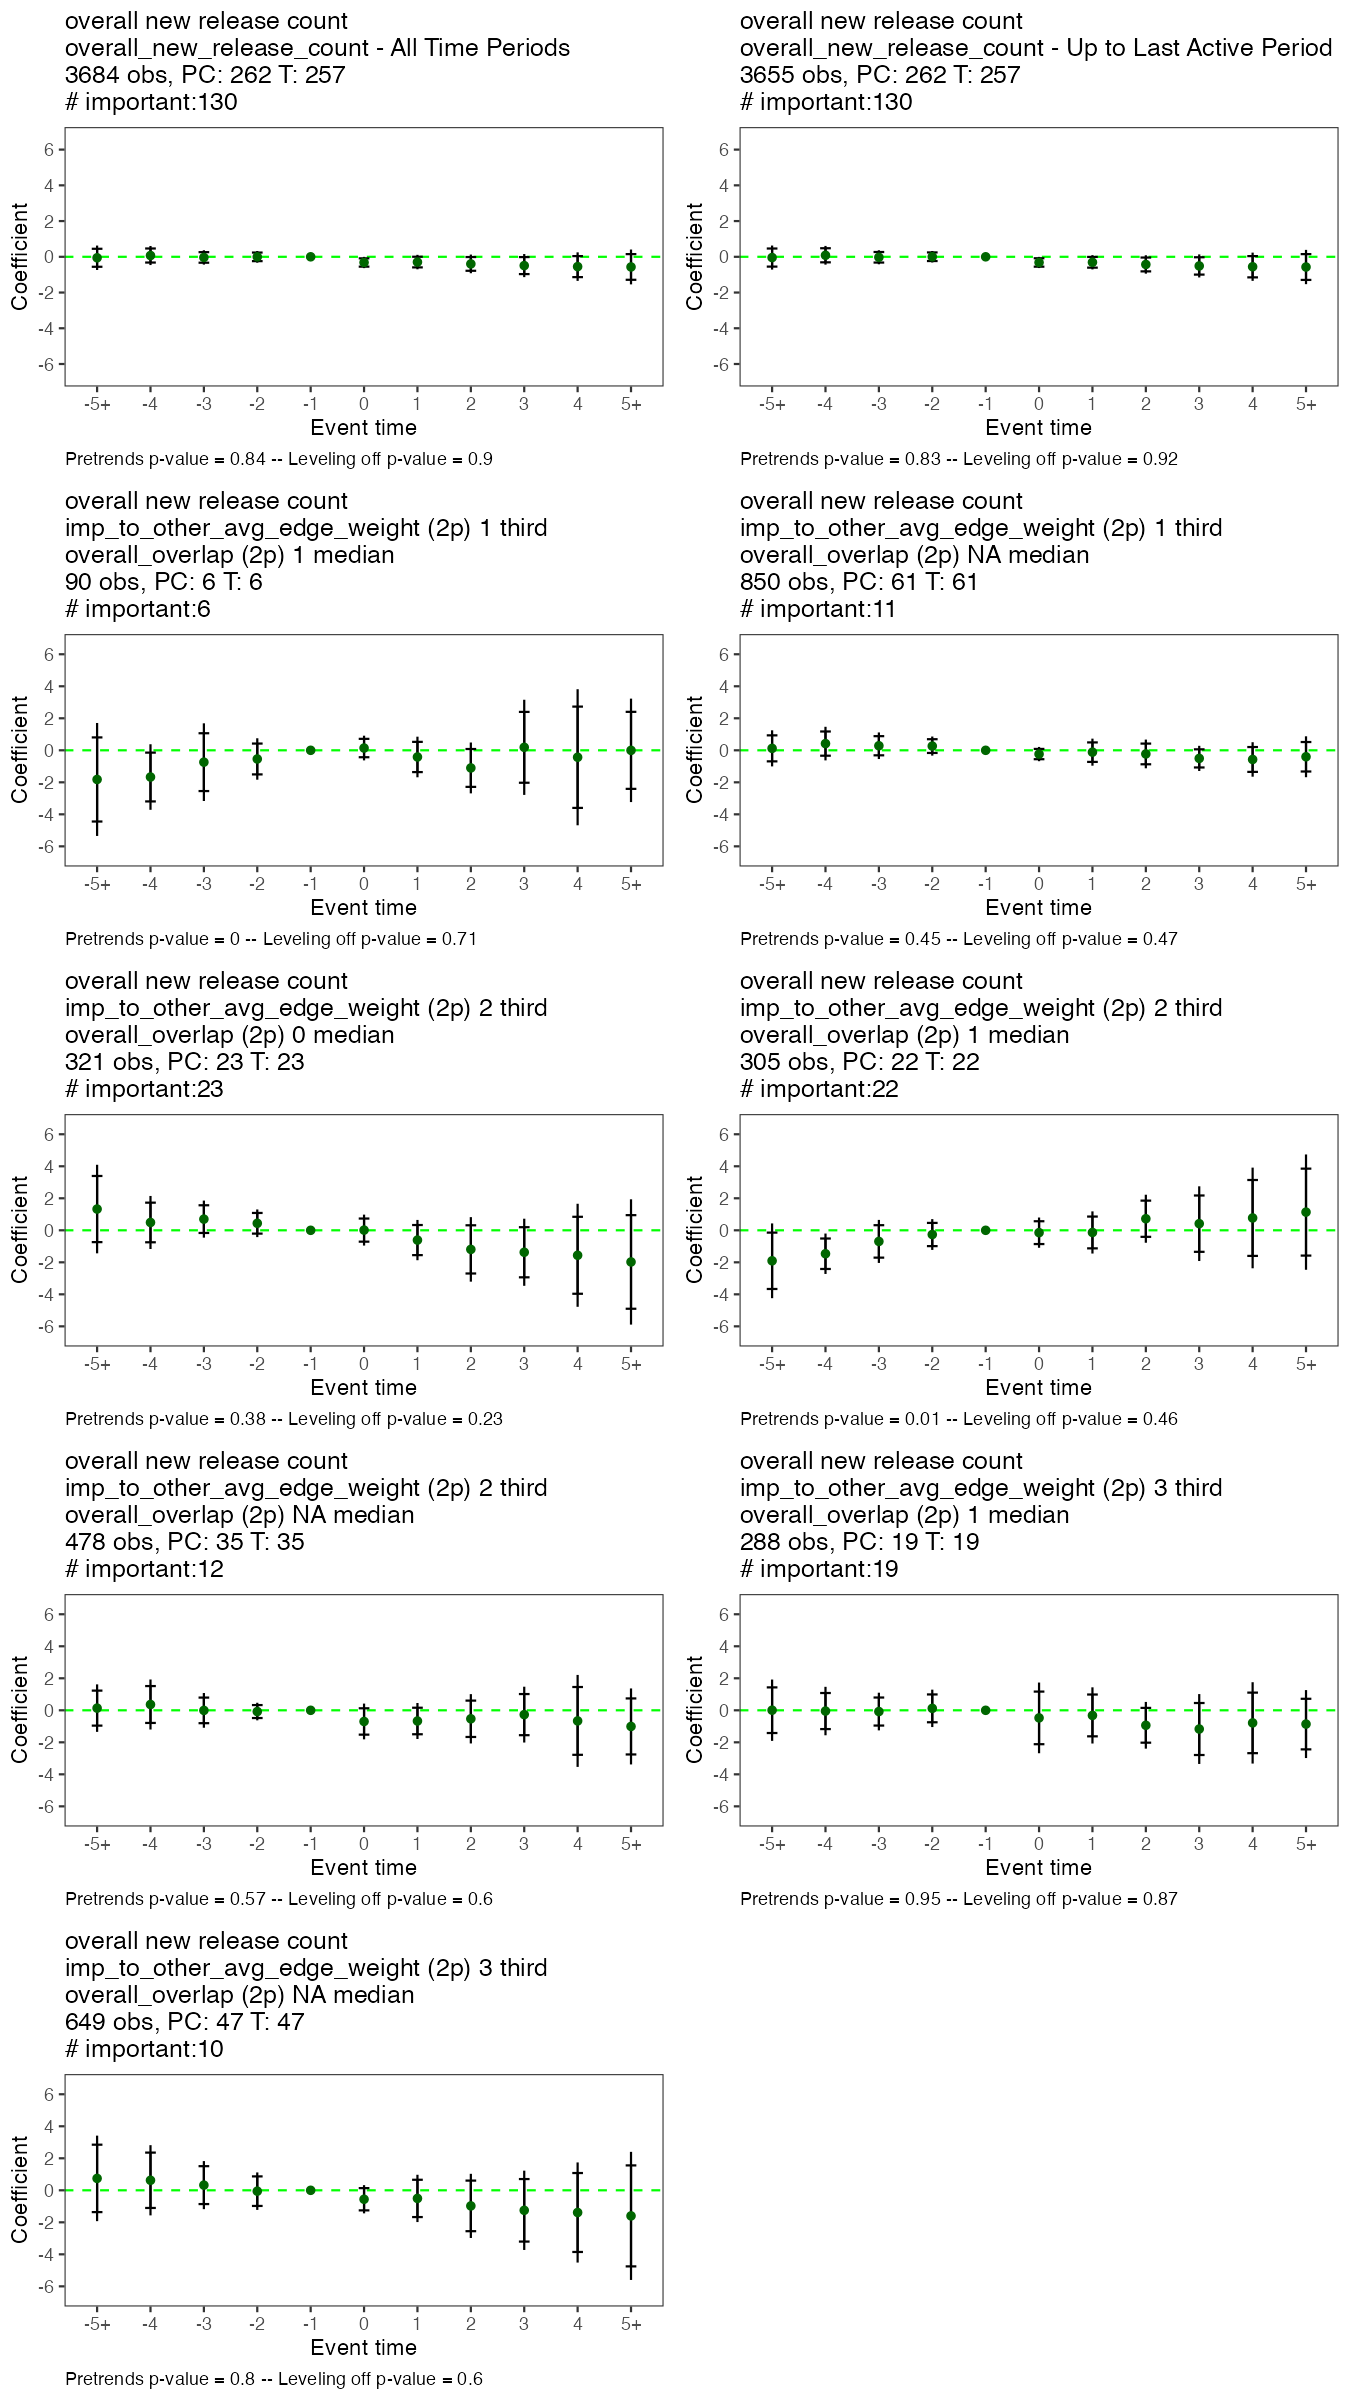 overall new release count
overall_new_release_count - All Time Periods
3684 obs, PC: 262 T: 257
# important:130
6
4
2
0
-2
-4
-6
Coefficient
-5+ -4 -3 -2 -1 0 1 2 3 4 5+
Event time
Pretrends p-value = 0.84 -- Leveling off p-value = 0.9
overall new release count
overall_new_release_count - Up to Last Active Period
3655 obs, PC: 262 T: 257
# important:130
6
4
2
0
-2
-4
-6
Coefficient
-5+ -4 -3 -2 -1 0 1 2 3 4 5+
Event time
Pretrends p-value = 0.83 -- Leveling off p-value = 0.92
overall new release count
imp_to_other_avg_edge_weight (2p) 1 third
overall_overlap (2p) 1 median
90 obs, PC: 6 T: 6
# important:6
6
4
2
0
-2
-4
-6
Coefficient
-5+ -4 -3 -2 -1 0 1 2 3 4 5+
Event time
Pretrends p-value = 0 -- Leveling off p-value = 0.71
overall new release count
imp_to_other_avg_edge_weight (2p) 1 third
overall_overlap (2p) NA median
850 obs, PC: 61 T: 61
# important:11
6
4
2
0
-2
-4
-6
Coefficient
-5+ -4 -3 -2 -1 0 1 2 3 4 5+
Event time
Pretrends p-value = 0.45 -- Leveling off p-value = 0.47
overall new release count
imp_to_other_avg_edge_weight (2p) 2 third
overall_overlap (2p) 0 median
321 obs, PC: 23 T: 23
# important:23
6
4
2
0
-2
-4
-6
Coefficient
-5+ -4 -3 -2 -1 0 1 2 3 4 5+
Event time
Pretrends p-value = 0.38 -- Leveling off p-value = 0.23
overall new release count
imp_to_other_avg_edge_weight (2p) 2 third
overall_overlap (2p) 1 median
305 obs, PC: 22 T: 22
# important:22
6
4
2
0
-2
-4
-6
Coefficient
-5+ -4 -3 -2 -1 0 1 2 3 4 5+
Event time
Pretrends p-value = 0.01 -- Leveling off p-value = 0.46
overall new release count
imp_to_other_avg_edge_weight (2p) 2 third
overall_overlap (2p) NA median
478 obs, PC: 35 T: 35
# important:12
6
4
2
0
-2
-4
-6
Coefficient
-5+ -4 -3 -2 -1 0 1 2 3 4 5+
Event time
Pretrends p-value = 0.57 -- Leveling off p-value = 0.6
overall new release count
imp_to_other_avg_edge_weight (2p) 3 third
overall_overlap (2p) 1 median
288 obs, PC: 19 T: 19
# important:19
6
4
2
0
-2
-4
-6
Coefficient
-5+ -4 -3 -2 -1 0 1 2 3 4 5+
Event time
Pretrends p-value = 0.95 -- Leveling off p-value = 0.87
overall new release count
imp_to_other_avg_edge_weight (2p) 3 third
overall_overlap (2p) NA median
649 obs, PC: 47 T: 47
# important:10
6
4
2
0
-2
-4
-6
Coefficient
-5+ -4 -3 -2 -1 0 1 2 3 4 5+
Event time
Pretrends p-value = 0.8 -- Leveling off p-value = 0.6